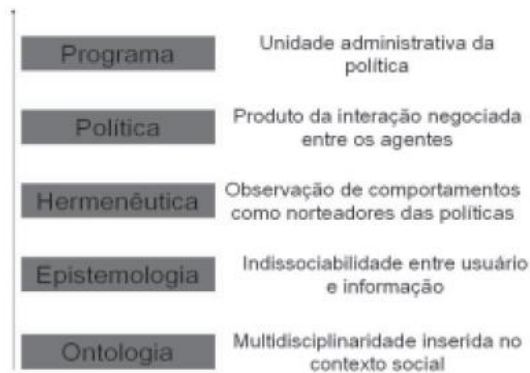 Programa
Unidade administrativa da
política
Política
Produto da interação negociada
entre os agentes
Hermenêutica
Observação de comportamentos
como norteadores das políticas
Epistemologia
Indissociabilidade entre usuário
e informação
Ontologia
Multidisciplinaridade inserida no
contexto social